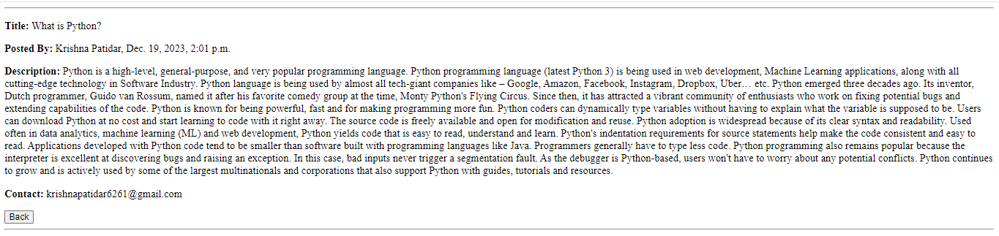 Title: What is Python?
Posted By: Krishna Patidar, Dec. 19, 2023, 2:01 p.m.
Description: Python is a high-level, general-purpose, and very popular programming language. Python programming language (latest Python 3) is being used in web development, Machine Learning applications, along with all
cutting-edge technology in Software Industry. Python language is being used by almost all tech-giant companies like – Google, Amazon, Facebook, Instagram, Dropbox, Uber… etc. Python emerged three decades ago. Its inventor,
Dutch programmer, Guido van Rossum, named it after his favorite comedy group at the time, Monty Python's Flying Circus. Since then, it has attracted a vibrant community of enthusiasts who work on fixing potential bugs and
extending capabilities of the code. Python is known for being powerful, fast and for making programming more fun. Python coders can dynamically type variables without having to explain what the variable is supposed to be. Users
can download Python at no cost and start learning to code with it right away. The source code is freely available and open for modification and reuse. Python adoption is widespread because of its clear syntax and readability. Used
often in data analytics, machine learning (ML) and web development, Python yields code that is easy to read, understand and learn. Python's indentation requirements for source statements help make the code consistent and easy to
read. Applications developed with Python code tend to be smaller than software built with programming languages like Java. Programmers generally have to type less code. Python programming also remains popular because the
interpreter is excellent at discovering bugs and raising an exception. In this case, bad inputs never trigger a segmentation fault. As the debugger is Python-based, users won't have to worry about any potential conflicts. Python continues
to grow and is actively used by some of the largest multinationals and corporations that also support Python with guides, tutorials and resources.
Contact: krishnapatidar6261@gmail.com
Back